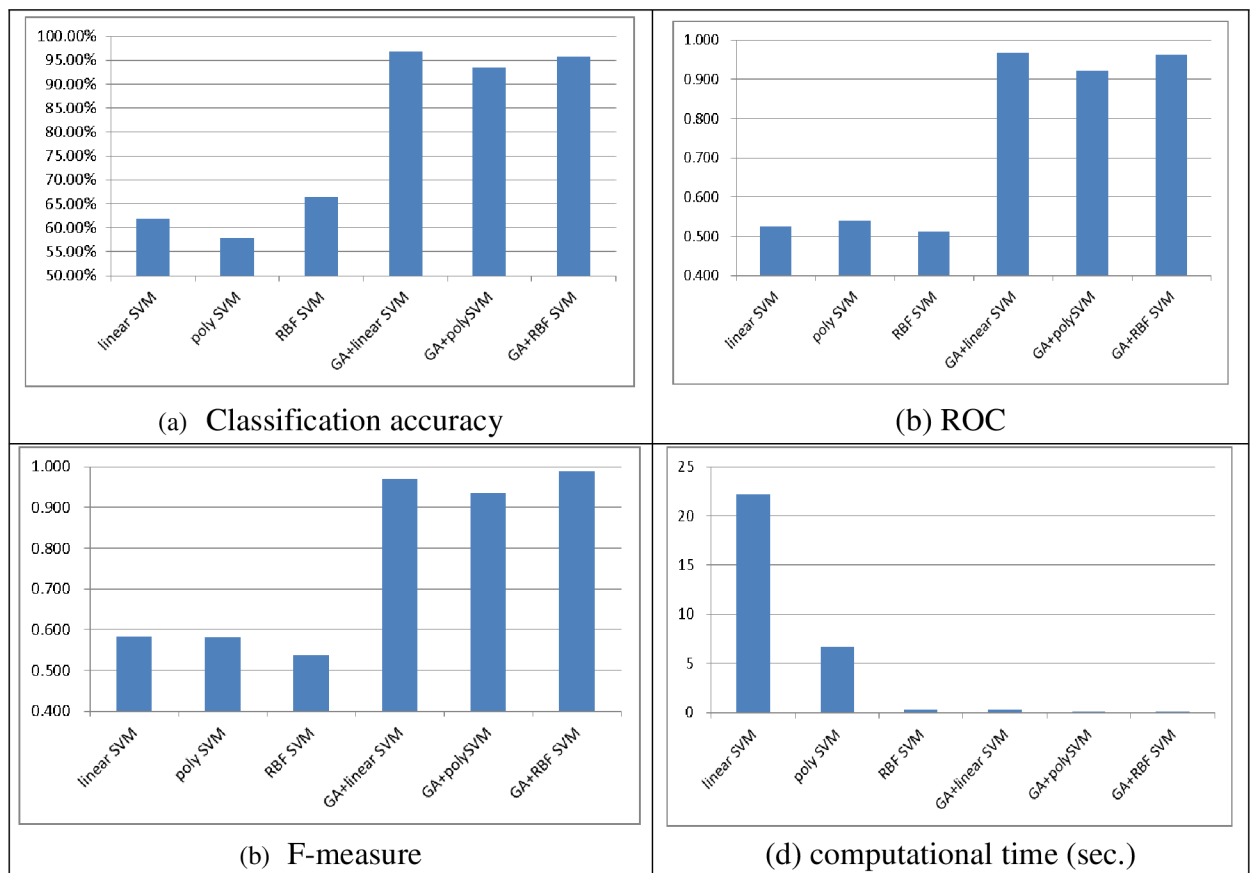 100.00%
95.00%
90.00%
85.00%
80.00%
75.00%
70.00%
65.00%
60.00%
55.00%
50.00%
linear SVM
poly SVM
RBF SVM
GA+linear SVM
GA+polySVM
GA+RBF SVM
(a) Classification accuracy
1.000
0.900
0.800
0.700
0.600
0.500
0.400
linear SVM
poly SVM
RBF SVM
GA+linear SVM
GA+polySVM
GA+RBF SVM
(b) ROC
1.000
0.900
0.800
0.700
0.600
0.500
0.400
linear SVM
poly SVM
RBF SVM
GA+linear SVM
GA+polySVM
GA+RBF SVM
(b) F-measure
25
20
15
10
5
0
linear SVM
poly SVM
RBF SVM
GA+linear SVM
GA+polySVM
GA+RBF SVM
(d) computational time (sec.)